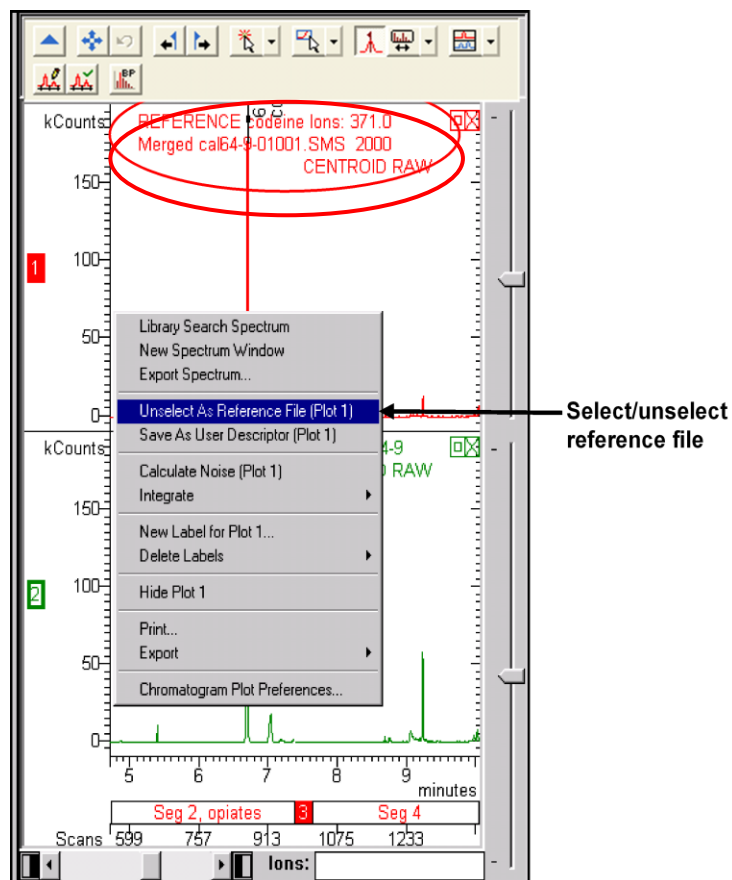 BP
kCounts
REFERENCE codeine Ions: 371.0
Merged cal64-9-01001.SMS 2000
CENTROID RAW
150
100
1
50
0
Library Search Spectrum
New Spectrum Window
Export Spectrum...
Unselect As Reference File (Plot 1)
Save As User Descriptor (Plot 1)
Calculate Noise (Plot 1)
Integrate
New Label for Plot 1...
Delete Labels
Hide Plot 1
Print...
Export
Chromatogram Plot Preferences...
Select/unselect
reference file
kCounts
4-9
RAW
150
100
2
50
0
5 6 7 8 9
minutes
Seg 2, opiates 3 Seg 4
Scans 599 757 913 1075 1233
Ions: